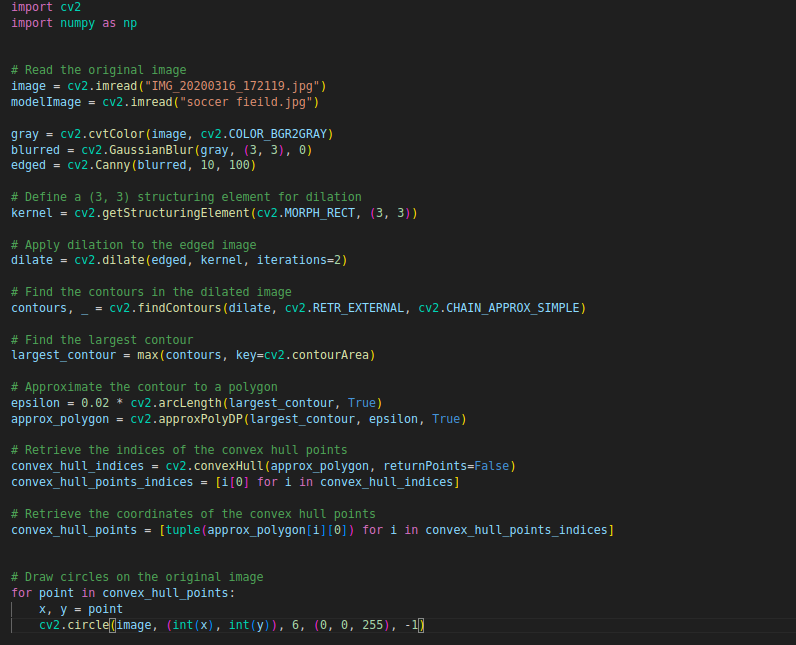 import cv2
import numpy as np
# Read the original image
image = cv2.imread("IMG_20200316_172119.jpg")
modelImage = cv2.imread("soccer fieild.jpg")
gray = cv2.cvtColor(image, cv2.COLOR_BGR2GRAY)
blurred = cv2.GaussianBlur(gray, (3, 3), 0)
edged = cv2.Canny(blurred, 10, 100)
# Define a (3, 3) structuring element for dilation
kernel = cv2.getStructuringElement(cv2.MORPH_RECT, (3, 3))
# Apply dilation to the edged image
dilate = cv2.dilate(edged, kernel, iterations=2)
# Find the contours in the dilated image
contours, _ = cv2.findContours(dilate, cv2.RETR_EXTERNAL, cv2.CHAIN_APPROX_SIMPLE)
# Find the largest contour
largest_contour = max(contours, key=cv2.contourArea)
# Approximate the contour to a polygon
epsilon = 0.02 * cv2.arcLength(largest_contour, True)
approx_polygon = cv2.approxPolyDP(largest_contour, epsilon, True)
# Retrieve the indices of the convex hull points
convex_hull_indices = cv2.convexHull(approx_polygon, returnPoints=False)
convex_hull_points_indices = [i[0] for i in convex_hull_indices]
# Retrieve the coordinates of the convex hull points
convex_hull_points = [tuple(approx_polygon[i][0]) for i in convex_hull_points_indices]
# Draw circles on the original image
for point in convex_hull_points:
    x, y = point
    cv2.circle(image, (int(x), int(y)), 6, (0, 0, 255), -1)